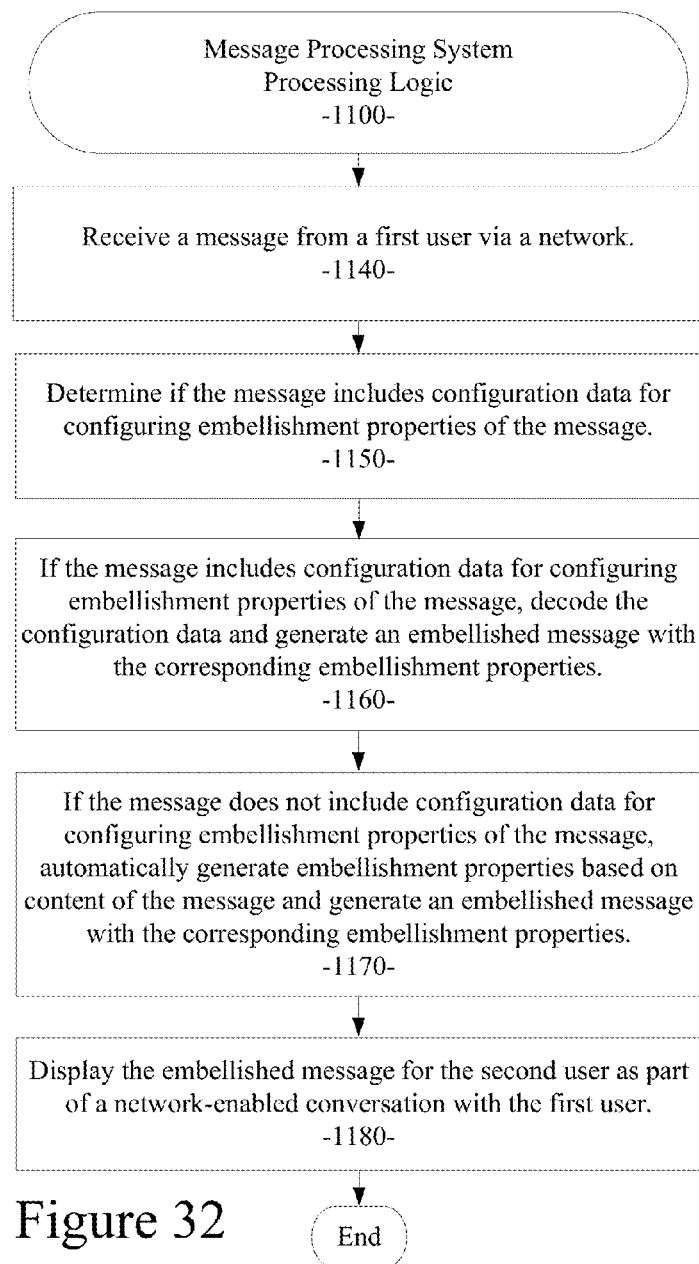 Message Processing System
Processing Logic
-1100-
Receive a message from a first user via a network.
-1140-
Determine if the message includes configuration data for
configuring embellishment properties of the message.
-1150-
If the message includes configuration data for configuring
embellishment properties of the message, decode the
configuration data and generate an embellished message with
the corresponding embellishment properties.
-1160-
If the message does not include configuration data for
configuring embellishment properties of the message,
automatically generate embellishment properties based on
content of the message and generate an embellished message
with the corresponding embellishment properties.
-1170-
Display the embellished message for the second user as part
of a network-enabled conversation with the first user.
-1180-
Figure 32
End